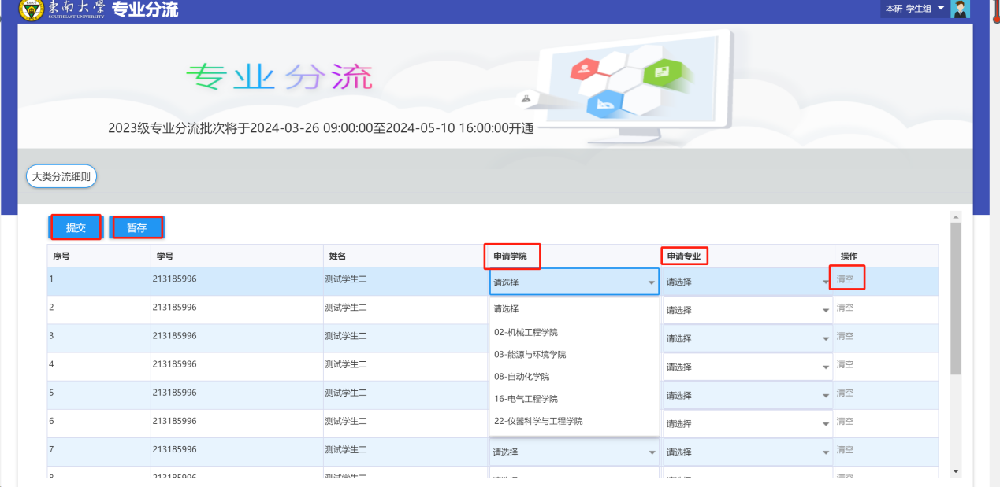 東南大學 专业分流
SOUTHEAST UNIVERSITY
本研-学生组
专业分流
2023级专业分流批次将于2024-03-26 09:00:00至2024-05-10 16:00:00开通
大类分流细则
提交 暂存
序号 学号 姓名 申请学院 申请专业 操作
1 213185996 测试学生二 请选择 请选择 清空
2 213185996 测试学生二 请选择 请选择 清空
3 213185996 测试学生二 02-机械工程学院 请选择 清空
03-能源与环境学院
4 213185996 测试学生二 08-自动化学院 请选择 清空
5 213185996 测试学生二 16-电气工程学院 请选择 清空
6 213185996 测试学生二 22-仪器科学与工程学院 请选择 清空
7 213185996 测试学生二 请选择 请选择 清空